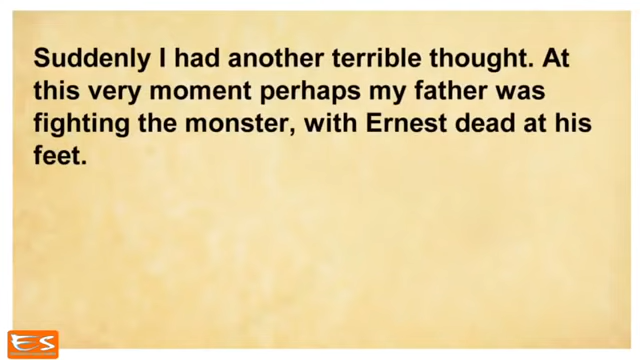 Suddenly I had another terrible thought. At
this very moment perhaps my father was
fighting the monster, with Ernest dead at his
feet.
ES